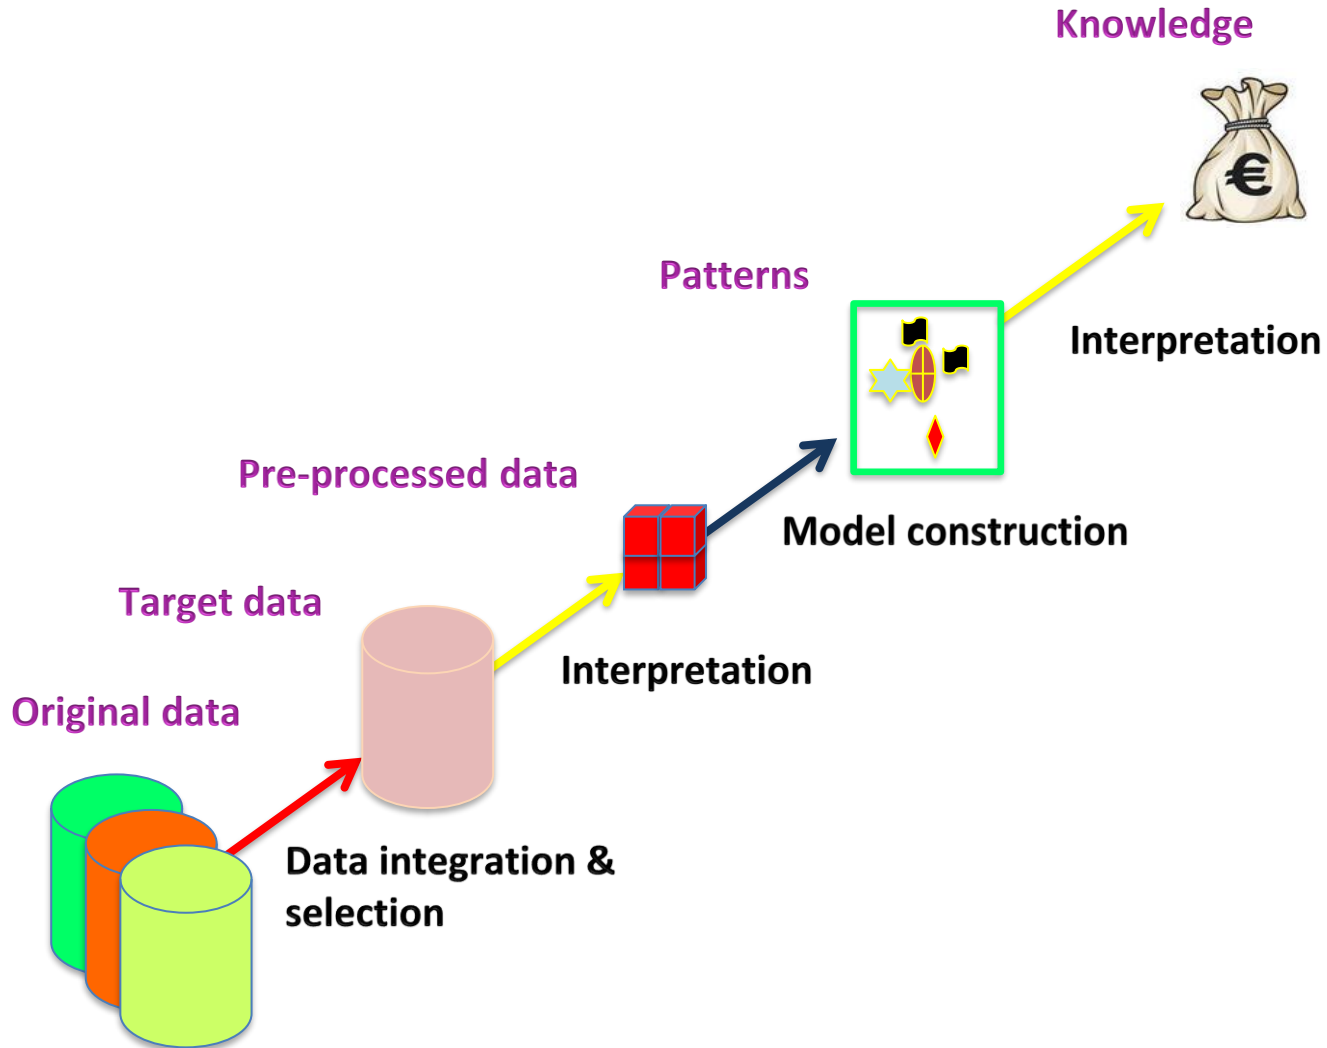 Knowledge
€
Patterns
Interpretation
Pre-processed data
Model construction
Target data
Interpretation
Original data
Data integration &
selection